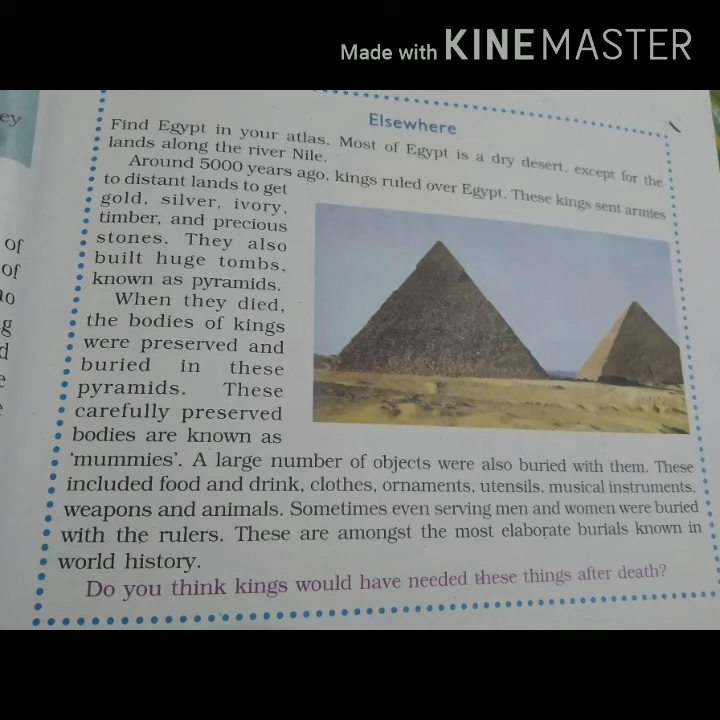 Made with KINEMASTER
ey
of
of
g
d
e
Elsewhere
Find Egypt in your atlas. Most of Egypt is a dry desert, except for the
lands along the river Nile.
Around 5000 years ago, kings ruled over Egypt. These kings sent armies
to distant lands to get
gold, silver, ivory,
timber, and precious
stones. They also
built huge tombs,
known as pyramids.
When they died,
the bodies of kings
were preserved and
buried in these
pyramids. These
carefully preserved
bodies are known as
'mummies'. A large number of objects were also buried with them. These
included food and drink, clothes, ornaments, utensils, musical instruments,
weapons and animals. Sometimes even serving men and women were buried
with the rulers. These are amongst the most elaborate burials known in
world history.
Do you think kings would have needed these things after death?